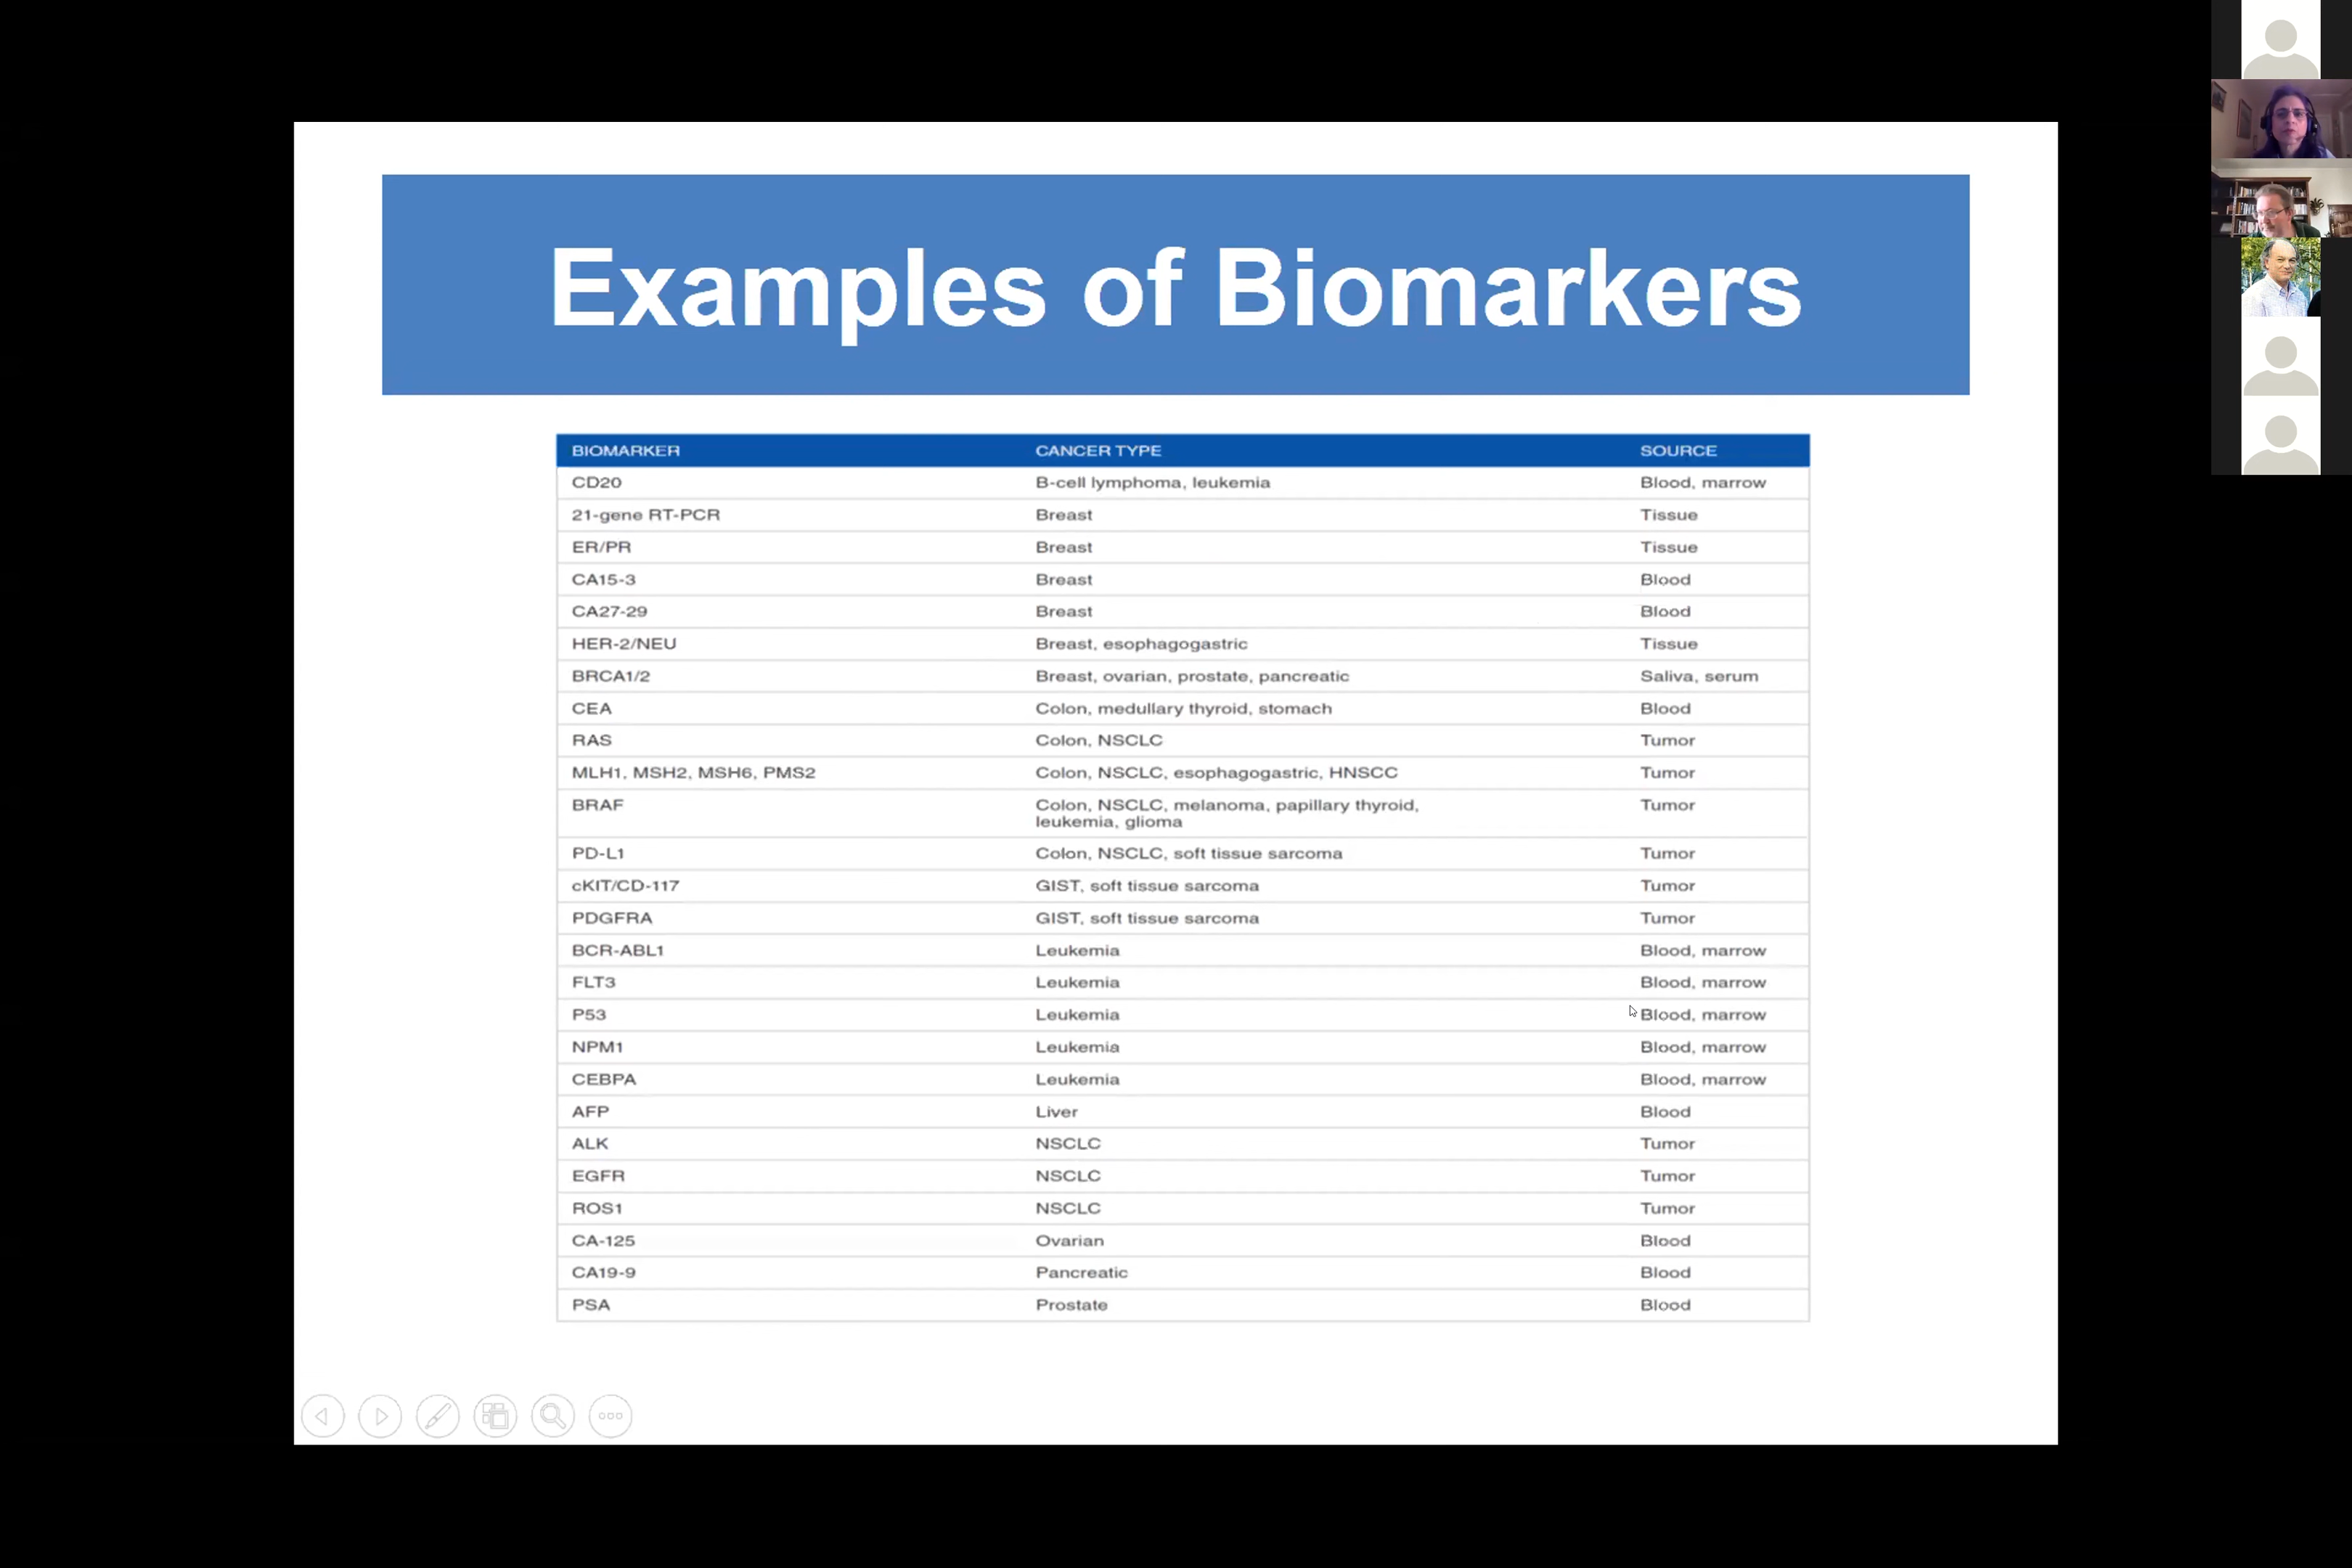 Examples of Biomarkers
BIOMARKER CANCER TYPE SOURCE
CD20 B-cell lymphoma, leukemia Blood, marrow
21-gene RT-PCR Breast Tissue
ER/PR Breast Tissue
CA15-3 Breast Blood
CA27-29 Breast Blood
HER-2/NEU Breast, esophagogastric Tissue
BRCA1/2 Breast, ovarian, prostate, pancreatic Saliva, serum
CEA Colon, medullary thyroid, stomach Blood
RAS Colon, NSCLC Tumor
MLH1, MSH2, MSH6, PMS2 Colon, NSCLC, esophagogastric, HNSCC Tumor
BRAF Colon, NSCLC, melanoma, papillary thyroid, Tumor
leukemia, glioma
PD-L1 Colon, NSCLC, soft tissue sarcoma Tumor
cKIT/CD-117 GIST, soft tissue sarcoma Tumor
PDGFRA GIST, soft tissue sarcoma Tumor
BCR-ABL1 Leukemia Blood, marrow
FLT3 Leukemia Blood, marrow
P53 Leukemia Blood, marrow
NPM1 Leukemia Blood, marrow
CEBPA Leukemia Blood, marrow
AFP Liver Blood
ALK NSCLC Tumor
EGFR NSCLC Tumor
ROS1 NSCLC Tumor
CA-125 Ovarian Blood
CA19-9 Pancreatic Blood
PSA Prostate Blood